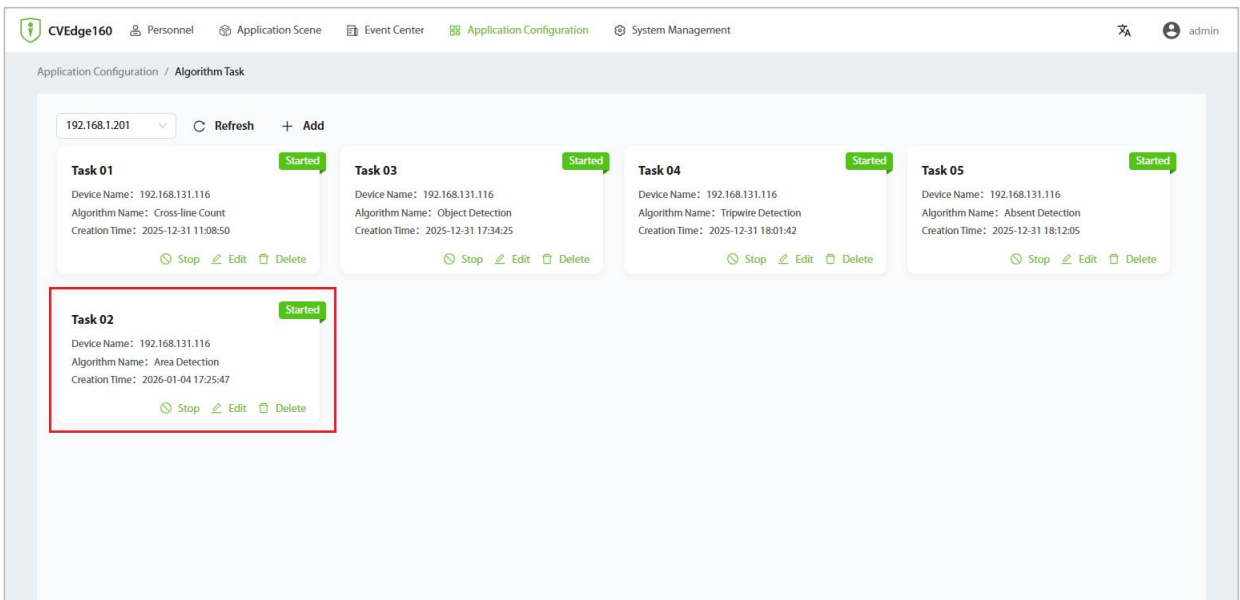 CVEdge160 Personnel Application Scene Event Center Application Configuration System Management admin
Application Configuration / Algorithm Task
192.168.1.201 Refresh + Add
Task 01 Started
Device Name: 192.168.131.116
Algorithm Name: Cross-line Count
Creation Time: 2025-12-31 11:08:50
Stop Edit Delete
Task 03 Started
Device Name: 192.168.131.116
Algorithm Name: Object Detection
Creation Time: 2025-12-31 17:34:25
Stop Edit Delete
Task 04 Started
Device Name: 192.168.131.116
Algorithm Name: Tripwire Detection
Creation Time: 2025-12-31 18:01:42
Stop Edit Delete
Task 05 Started
Device Name: 192.168.131.116
Algorithm Name: Absent Detection
Creation Time: 2025-12-31 18:12:05
Stop Edit Delete
Task 02 Started
Device Name: 192.168.131.116
Algorithm Name: Area Detection
Creation Time: 2026-01-04 17:25:47
Stop Edit Delete